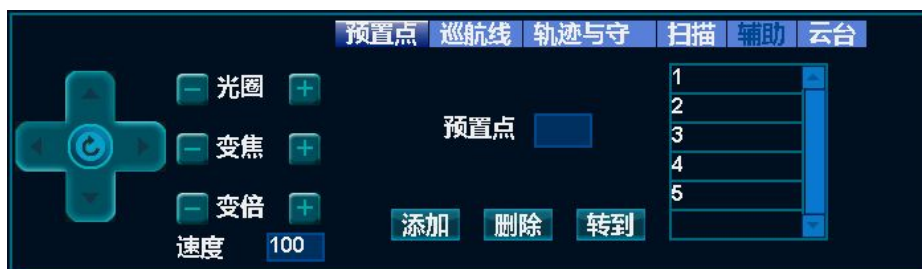 预置点 巡航线 轨迹与守 扫描 辅助 云台
光圈
变焦
变倍
速度 100
预置点
添加 删除 转到
1
2
3
4
5